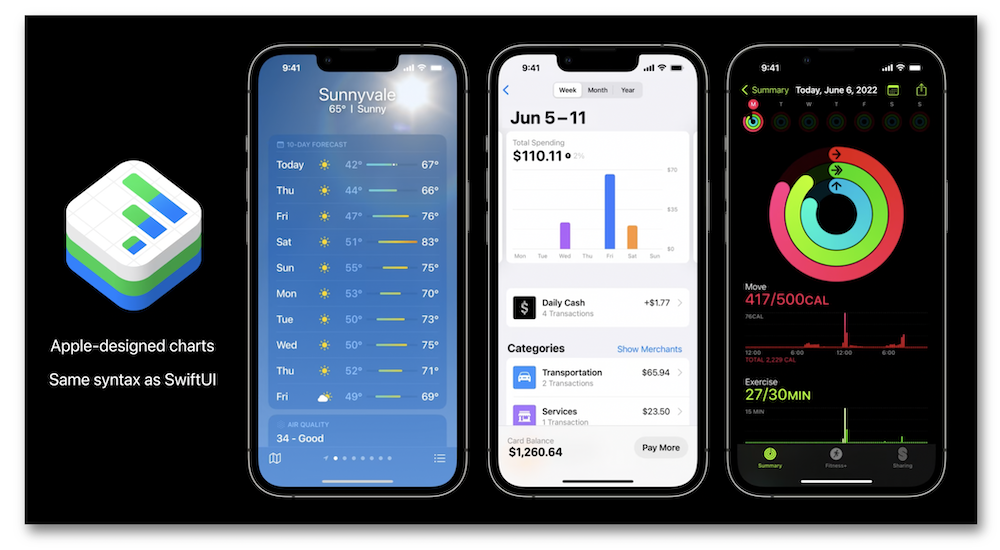 Apple-designed charts
Same syntax as SwiftUI
9:41
Sunnyvale
65° | Sunny
10-DAY FORECAST
Today 42° 67°
Thu 44° 66°
Fri 47° 76°
Sat 51° 83°
Sun 55° 75°
Mon 53° 70°
Tue 50° 73°
Wed 50° 75°
Thu 52° 71°
Fri 49° 69°
AIR QUALITY
34 - Good
9:41
Week Month Year
Jun 5–11
Total Spending
$110.11 2%
$70
$35
$0
Mon Tue Wed Thu Fri Sat Sun
Daily Cash +$1.77
4 Transactions
Categories Show Merchants
Transportation $65.94
2 Transactions
Services $23.50
1 Transaction
Card Balance
$1,260.64
Pay More
9:41
Summary Today, June 6, 2022
M T W T F S S
Move
417/500CAL
76CAL
12:00 6:00 12:00 6:00
TOTAL 2,229 CAL
Exercise
27/30MIN
15 MIN
Summary Fitness+ Sharing